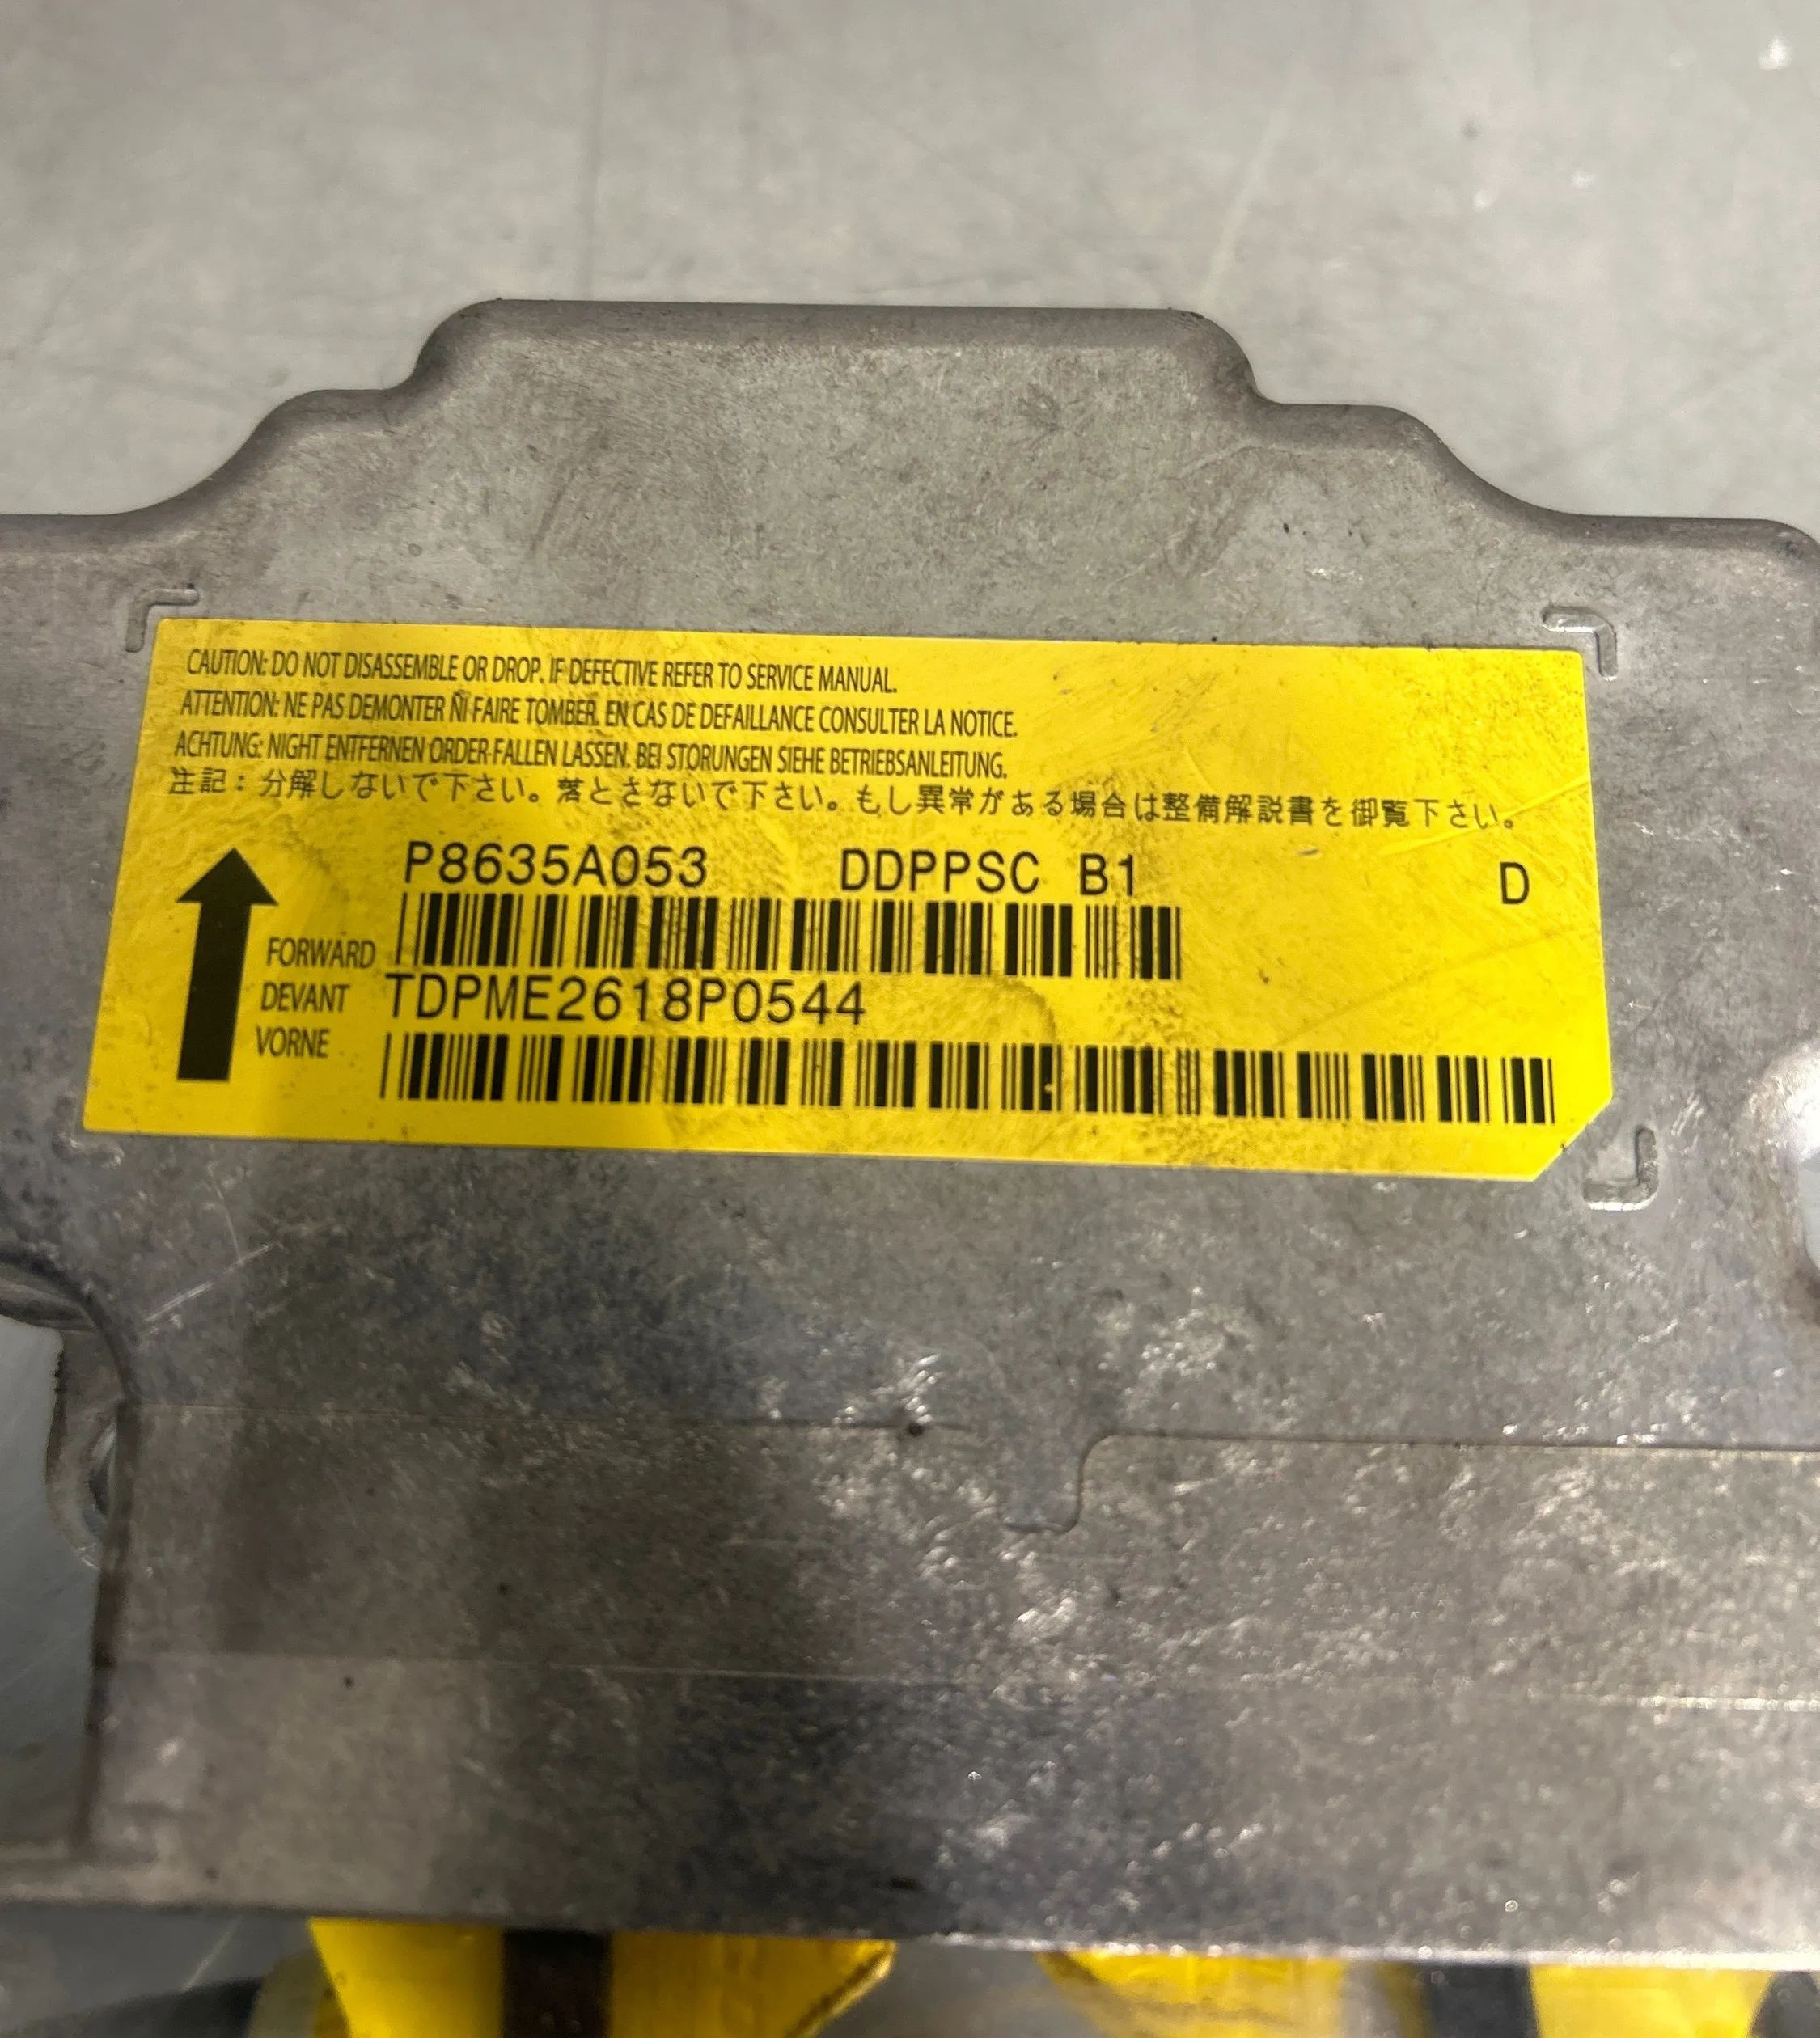 CAUTION: DO NOT DISASSEMBLE OR DROP. IF DEFECTIVE REFER TO SERVICE MANUAL.
ATTENTION: NE PAS DEMONTER NI FAIRE TOMBER. EN CAS DE DEFAILLANCE CONSULTER LA NOTICE.
ACHTUNG: NIGHT ENTFERNEN ORDER FALLEN LASSEN. BEI STORUNGEN SIEHE BETRIEBSANLEITUNG.
注記：分解しないで下さい。落とさないで下さい。もし異常がある場合は整備解説書を御覧下さい。
P8635A053 DDPPSC B1 D
FORWARD
TDPME2618P0544
DEVANT
VORNE